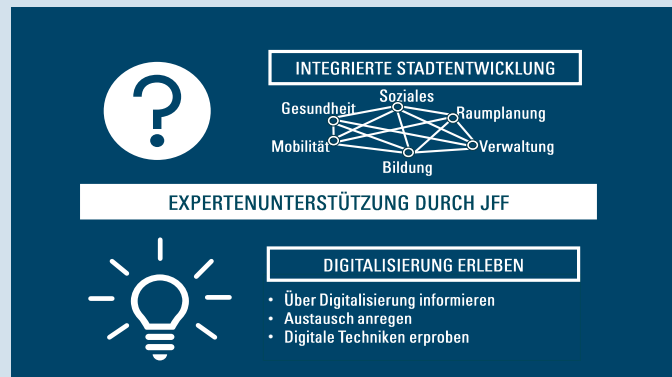 ?
INTEGRIERTE STADTENTWICKLUNG
Soziales
Gesundheit
Raumplanung
Mobilität
Verwaltung
Bildung
EXPERTENUNTERSTÜTZUNG DURCH JFF
DIGITALISIERUNG ERLEBEN
• Über Digitalisierung informieren
• Austausch anregen
• Digitale Techniken erproben